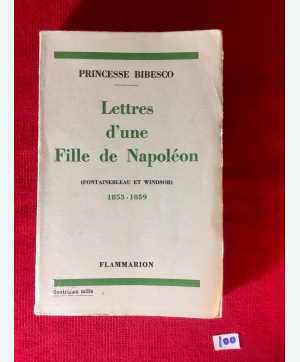 PRINCESSE BIBESCO
Lettres
d'une
Fille de Napoléon
(FONTAINEBLEAU ET WINDSOR)
1853-1859
FLAMMARION
Quatrième mille
100